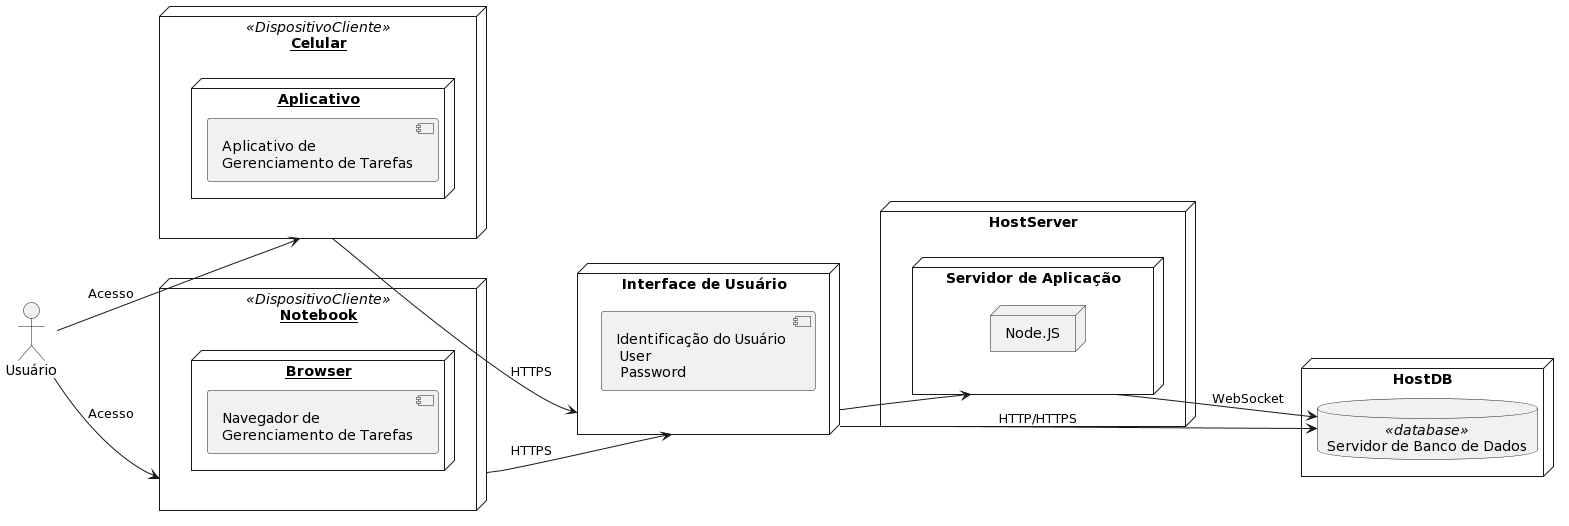 «DispositivoCliente»
Celular
Aplicativo
Aplicativo de
Gerenciamento de Tarefas
Acesso
Usuário
Acesso
«DispositivoCliente»
Notebook
Browser
Navegador de
Gerenciamento de Tarefas
HTTPS
HTTPS
Interface de Usuário
Identificação do Usuário
User
Password
HostServer
Servidor de Aplicação
Node.JS
HTTP/HTTPS
WebSocket
HostDB
«database»
Servidor de Banco de Dados